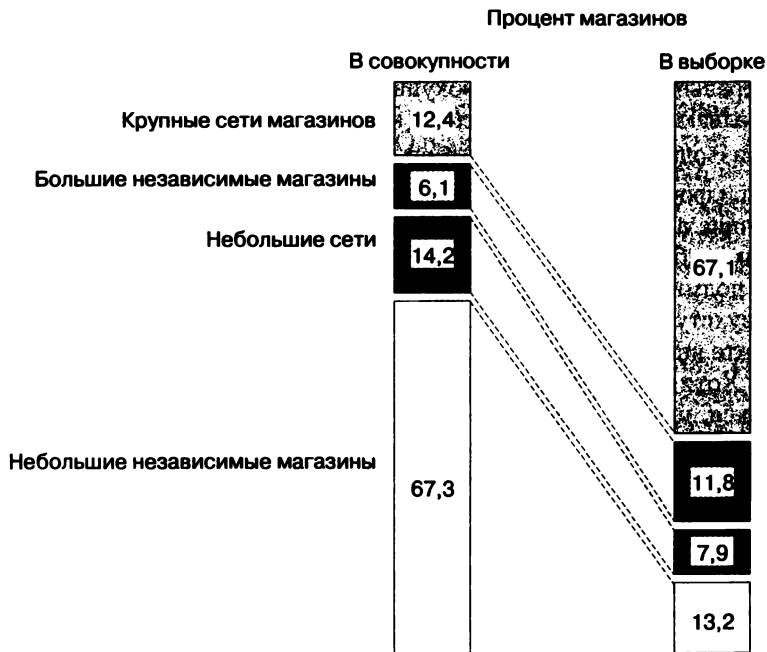 Процент магазинов
В совокупности
В выборке
Крупные сети магазинов
12,4
Большие независимые магазины
6,1
Небольшие сети
14,2
67,1
Небольшие независимые магазины
67,3
11,8
7,9
13,2